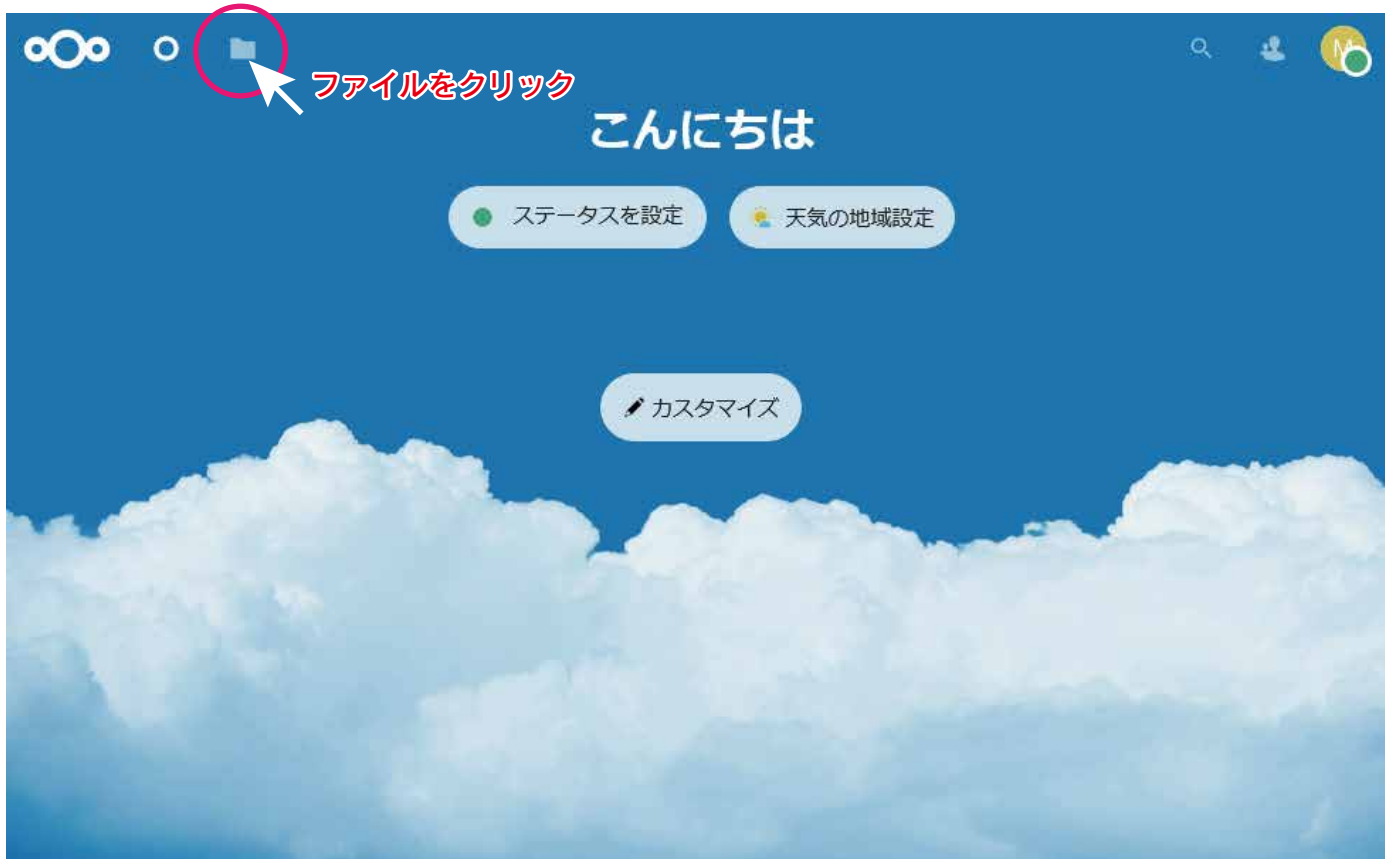 ファイルをクリック
こんにちは
ステータスを設定
天気の地域設定
カスタマイズ